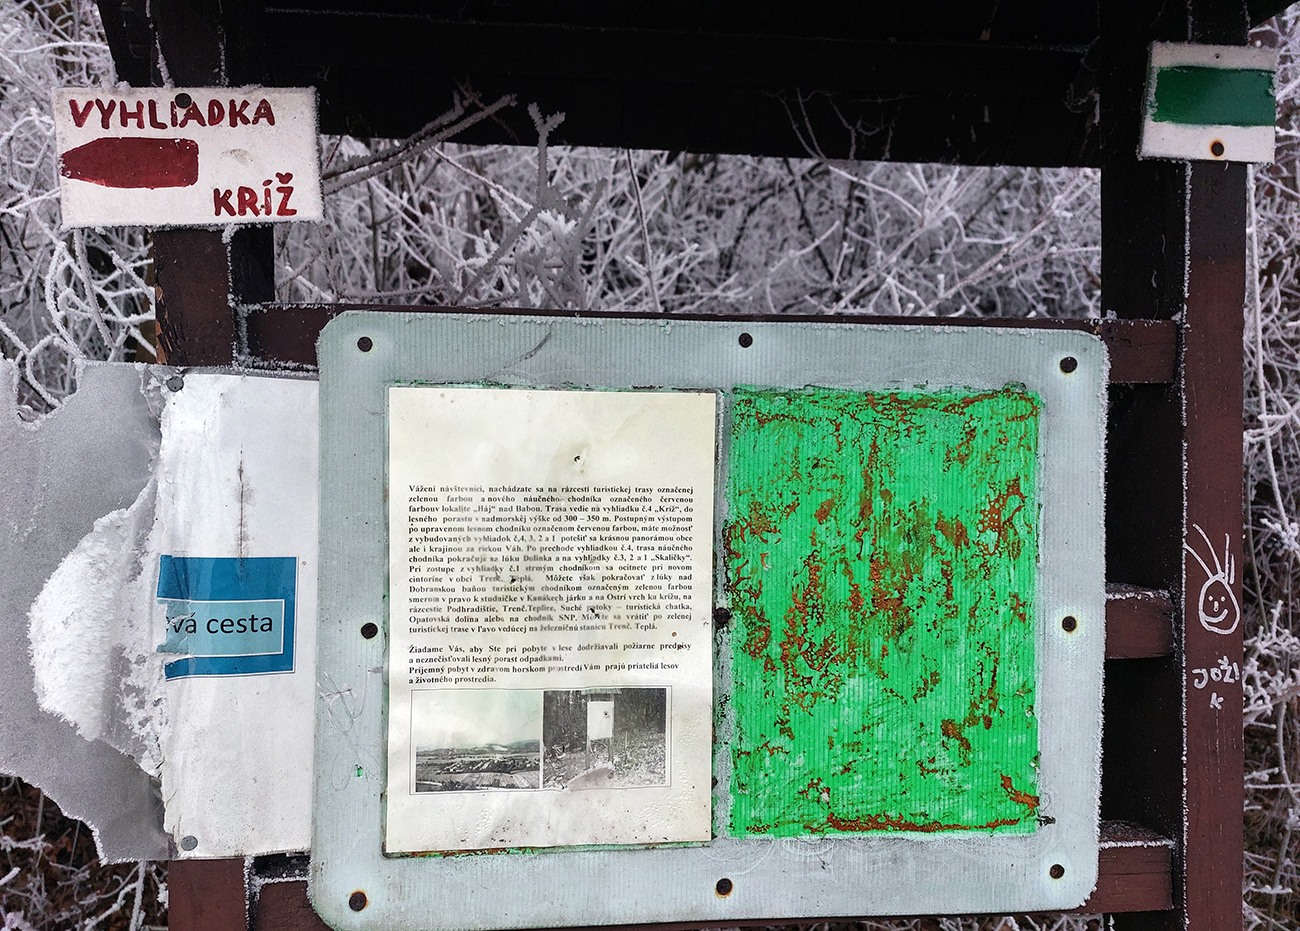 VYHLIADKA
KRÍŽ
vá cesta
Vážení návštevníci, nachádzate sa na rázcestí turistickej trasy označenej
zelenou farbou a nového náučného chodníka označeného červenou
farbouv lokalite „Háj“ nad Babou. Trasa vedie na vyhliadku č.4 „Kríž“, do
lesného porastu v nadmorskej výške od 300 – 350 m. Postupným výstupom
po upravenom lesnom chodníku označenom červenou farbou, máte možnosť
z vybudovaných vyhliadok č,4, 3, 2 a 1 potešiť sa krásnou panorámou obce
ale i krajinou za riekou Váh. Po prechode vyhliadkou č.4, trasa náučného
chodníka pokračuje na lúku Dolinka a na vyhliadky č.3, 2 a 1 „Skaličky“.
Pri zostupe z vyhliadky č.1 strmým chodníkom sa ocitnete pri novom
cintoríne v obci Trenč. Teplá. Môžete však pokračovať z lúky nad
Dobranskou baňou turistickým chodníkom označeným zelenou farbou
smerom v pravo k studničke v Kanákech járku a na Ostrí vrch ku krížu, na
rázcestie Podhradištie, Trenč.Teplice, Suché potoky – turistická chatka,
Opatovská dolina alebo na chodník SNP. Môžete sa vrátiť po zelenej
turistickej trase v ľavo vedúcej na železničnú stanicu Trenč. Teplá.
Žiadame Vás, aby Ste pri pobyte v lese dodržiavali požiarne predpisy
a neznečisťovali lesný porast odpadkami.
Príjemný pobyt v zdravom horskom prostredí Vám prajú priatelia lesov
a životného prostredia.
JOŽI
K